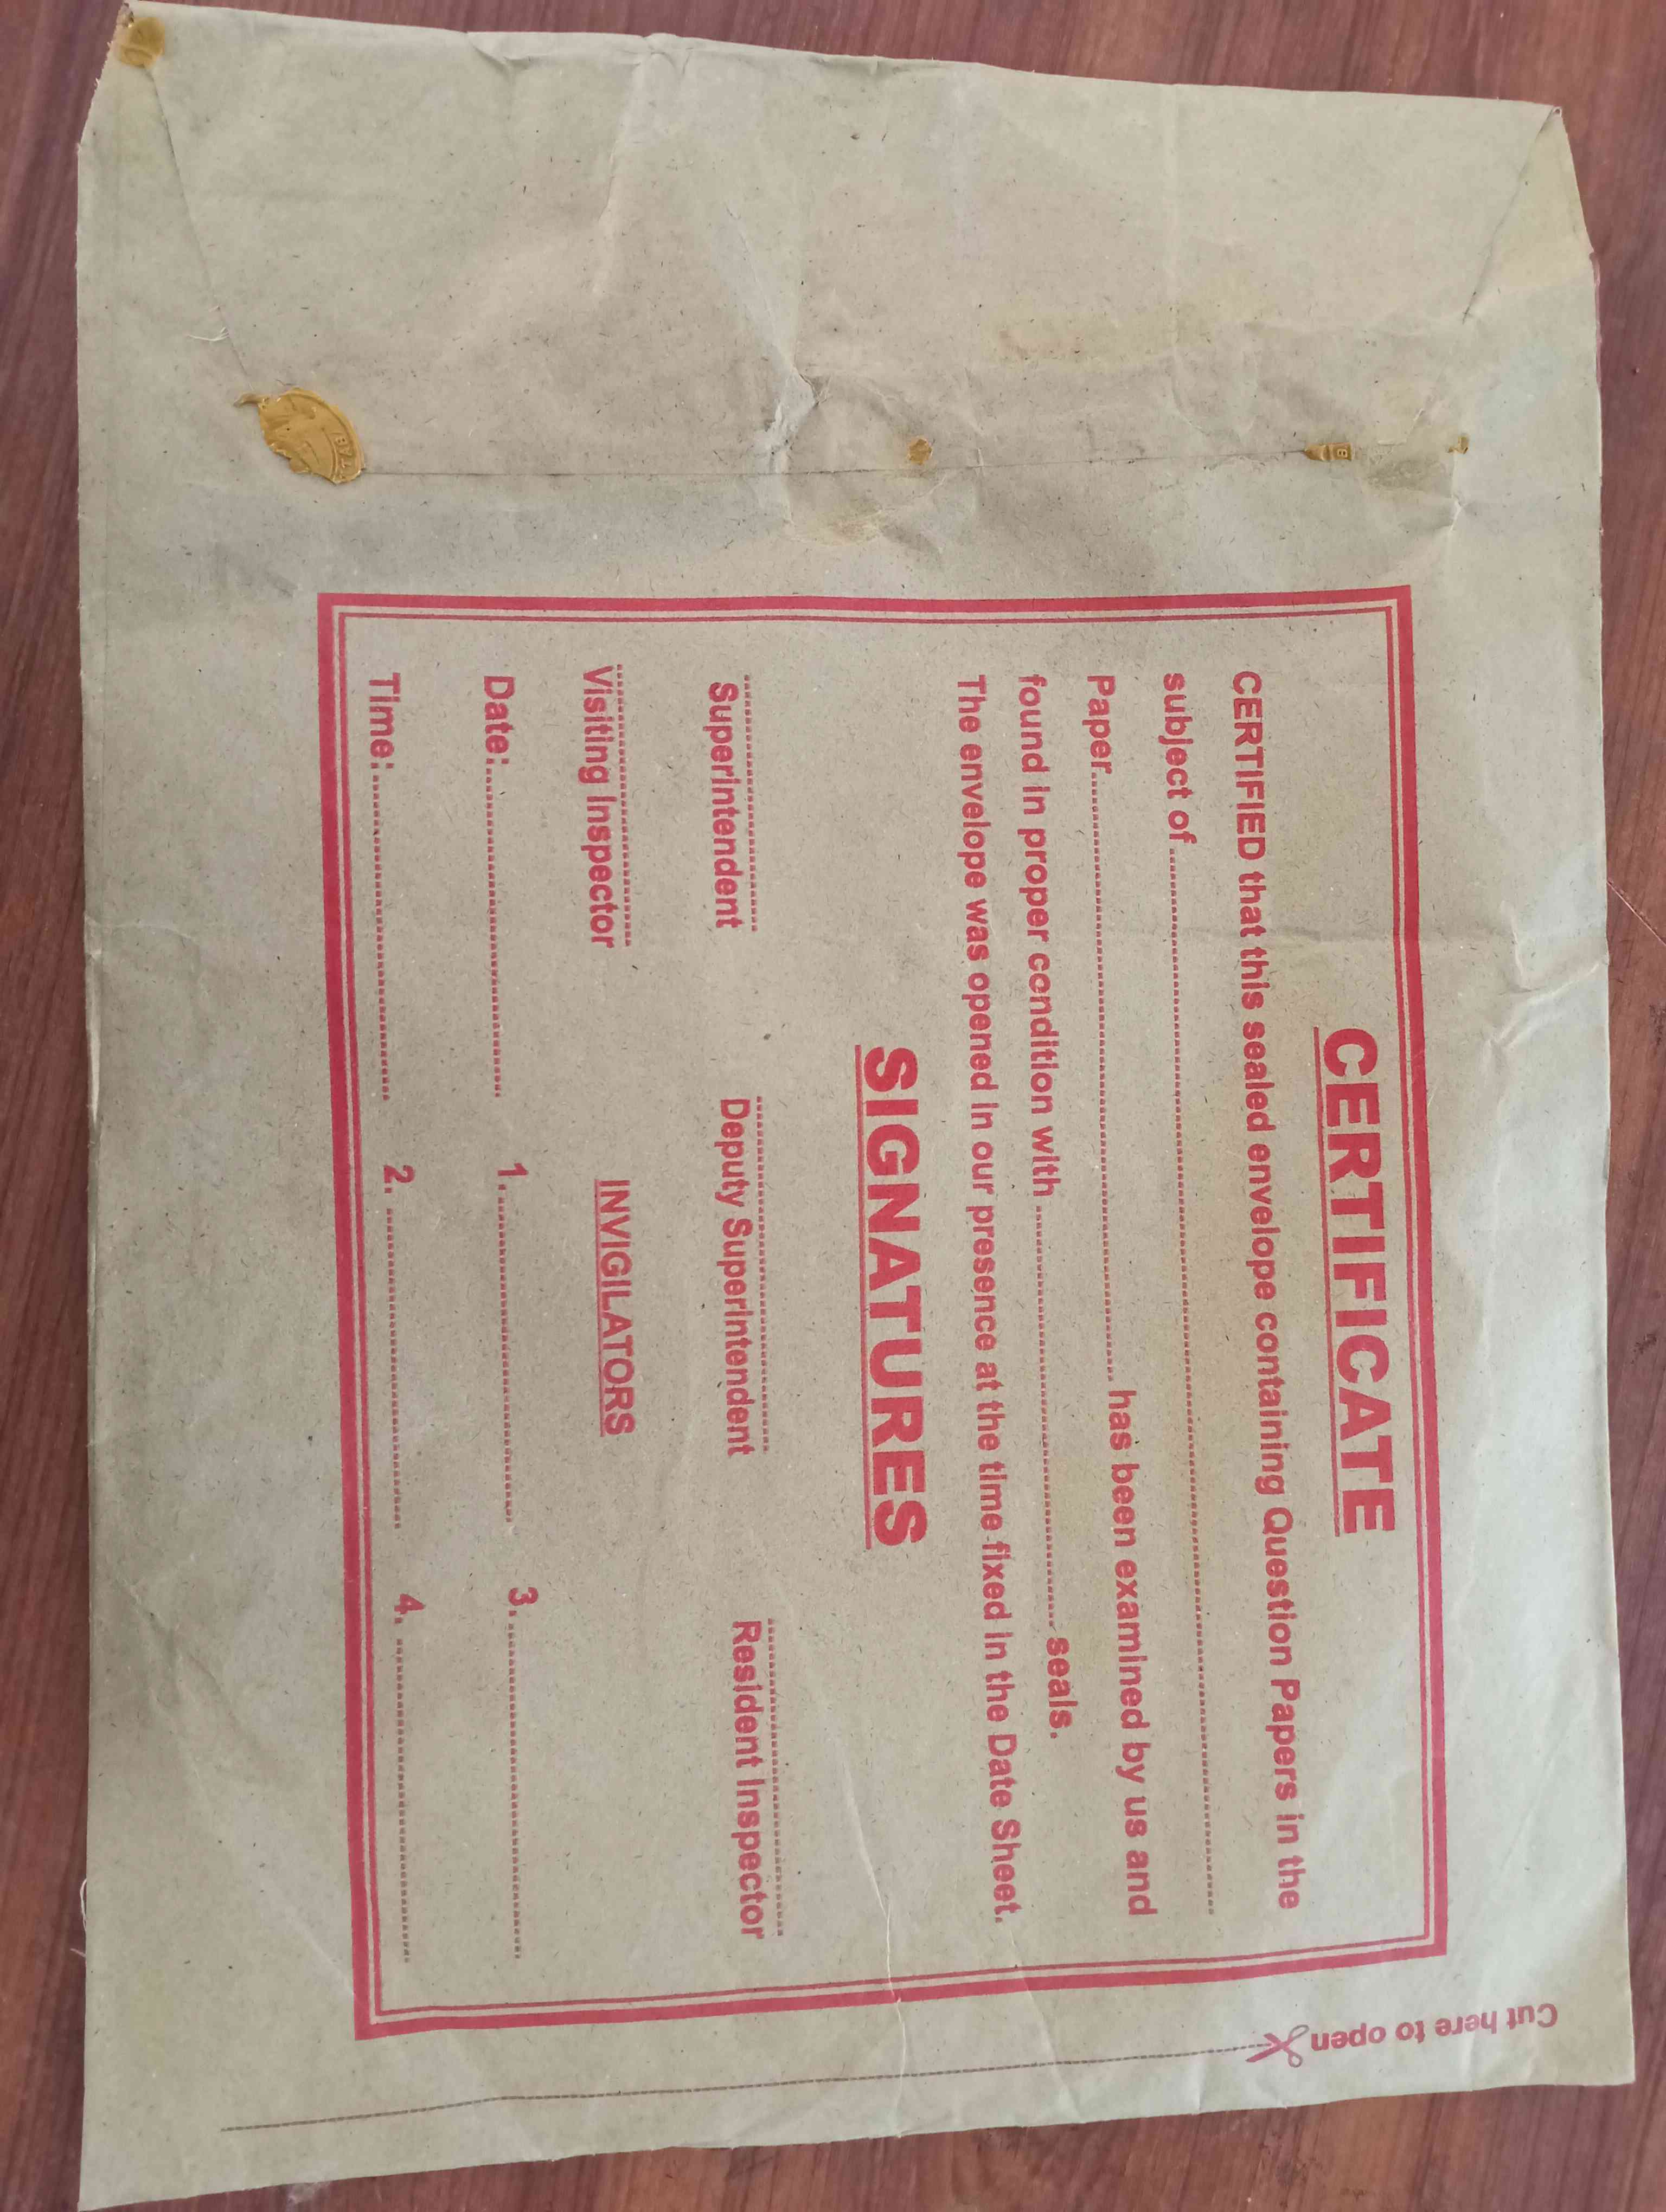 CERTIFICATE
CERTIFIED that this sealed envelope containing Question Papers in the
subject of ........................................................
Paper........................................ has been examined by us and
found in proper condition with ........................................ seals.
The envelope was opened in our presence at the time fixed in the Date Sheet.
SIGNATURES
Superintendent Deputy Superintendent Resident Inspector
Visiting Inspector INVIGILATORS
Date:........................ 1......................... 3.........................
Time:........................ 2. ........................ 4. ........................
Cut here to open